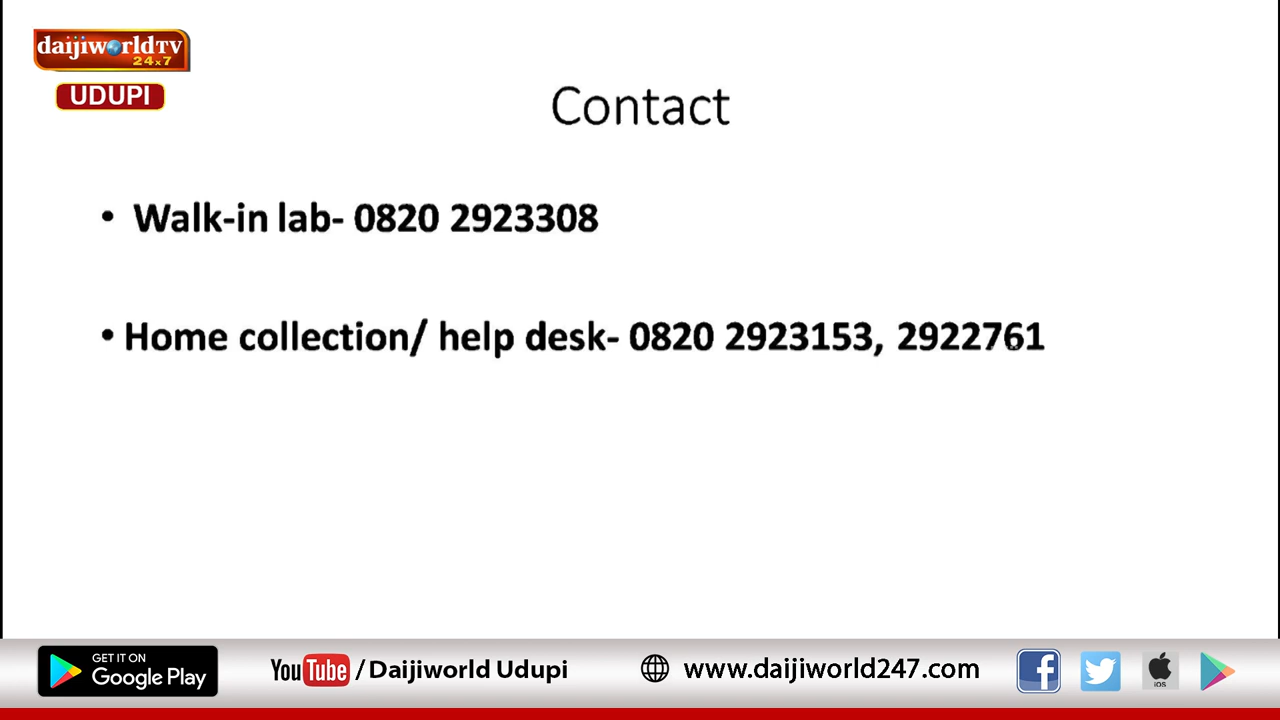 daijiworldTV
24x7
UDUPI
Contact
• Walk-in lab- 0820 2923308
• Home collection/ help desk- 0820 2923153, 2922761
GET IT ON
Google Play
YouTube /Daijiworld Udupi
www.daijiworld247.com
iOS